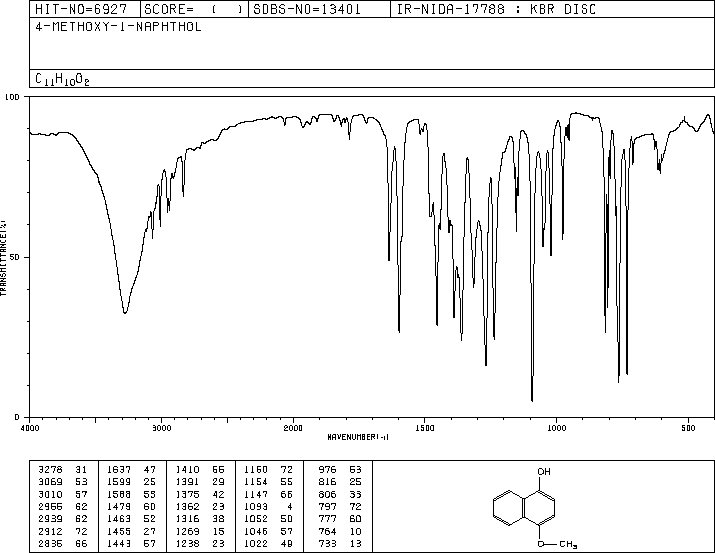 HIT-NO=6927 SCORE= ( ) SDBS-NO=13401 IR-NIDA-17788 : KBR DISC
4-METHOXY-1-NAPHTHOL
C11H10O2
100
50
0
TRANSMITTANCE(%)
4000 3000 2000 1500 1000 500
WAVENUMBER(-1)
3278 31 1637 47 1410 55 1160 72 976 53
3069 53 1599 25 1391 29 1154 55 816 25
3010 57 1588 55 1375 42 1147 66 806 33
2955 62 1479 60 1362 23 1093 4 797 72
2939 62 1463 52 1316 38 1052 50 777 60
2912 72 1455 27 1269 15 1046 57 764 10
2835 66 1443 57 1238 23 1022 49 733 13
OH
O-CH3